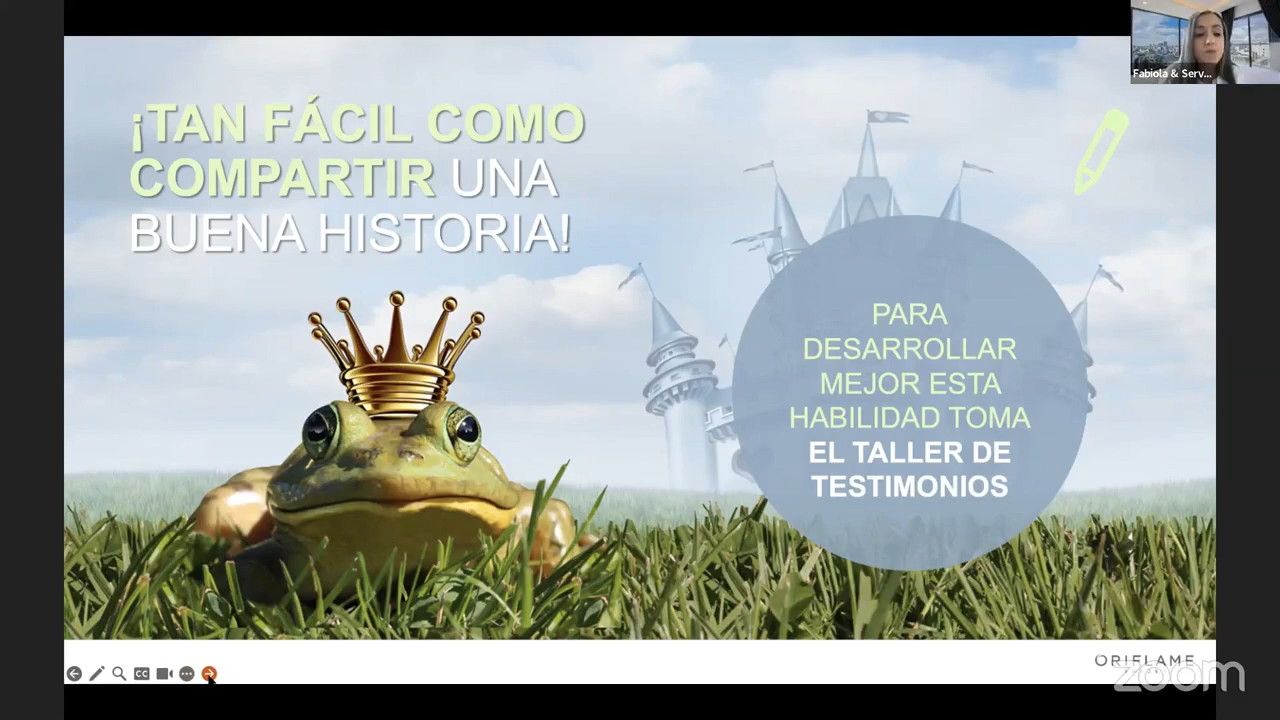 ¡TAN FÁCIL COMO
COMPARTIR UNA
BUENA HISTORIA!
PARA
DESARROLLAR
MEJOR ESTA
HABILIDAD TOMA
EL TALLER DE
TESTIMONIOS
Fabiola & Serv...
CC
ORIFLAME
zoom